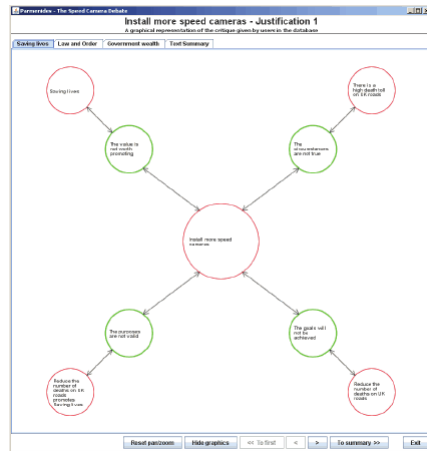 Parmenides - The Speed Camera Debate
Install more speed cameras - Justification 1
A graphical representation of the critique given by users in the database
Saving lives
Law and Order
Government wealth
Text Summary
Saving lives
There is a
high death toll
on UK roads
The value is
not worth
promoting
The
circumstances
are not true
Install more speed
cameras
The purposes
are not valid
The goals will
not be
achieved
Reduce the
number of
deaths on UK
roads
promotes
Saving lives
Reduce the
number of
deaths on UK
roads
Reset pan/zoom
Hide graphics
<< To first
<
>
To summary >>
Exit